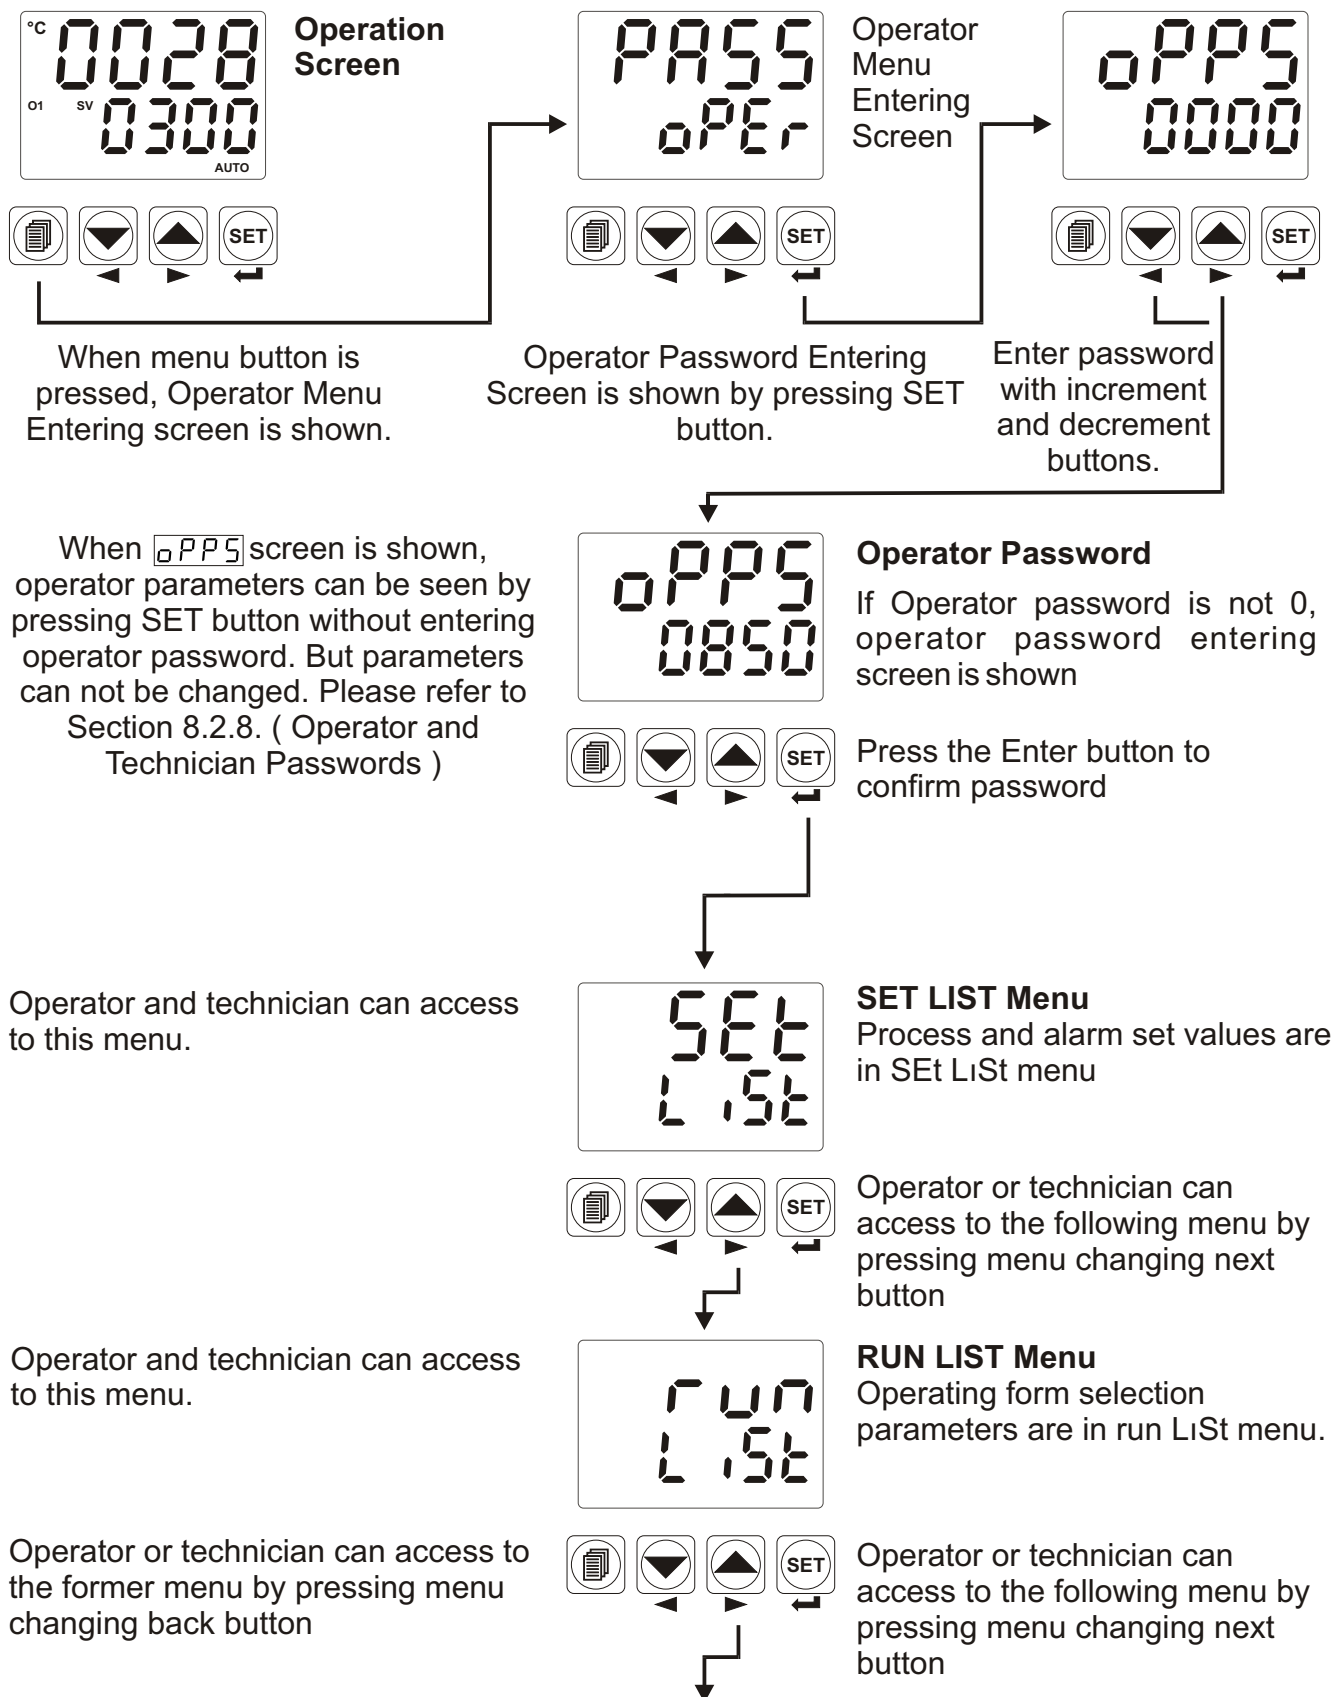 °C 0028
O1 SV 0300
AUTO
Operation
Screen
PASS
oPEr
Operator
Menu
Entering
Screen
oPPS
0000
SET
SET
SET
When menu button is
pressed, Operator Menu
Entering screen is shown.
Operator Password Entering
Screen is shown by pressing SET
button.
Enter password
with increment
and decrement
buttons.
When oPPS screen is shown,
operator parameters can be seen by
pressing SET button without entering
operator password. But parameters
can not be changed. Please refer to
Section 8.2.8. ( Operator and
Technician Passwords )
oPPS
0850
SET
Operator Password
If Operator password is not 0,
operator password entering
screen is shown
Press the Enter button to
confirm password
Operator and technician can access
to this menu.
SEt
LiSt
SET
SET LIST Menu
Process and alarm set values are
in SEt LıSt menu
Operator or technician can
access to the following menu by
pressing menu changing next
button
Operator and technician can access
to this menu.
run
LiSt
RUN LIST Menu
Operating form selection
parameters are in run LıSt menu.
Operator or technician can access to
the former menu by pressing menu
changing back button
SET
Operator or technician can
access to the following menu by
pressing menu changing next
button